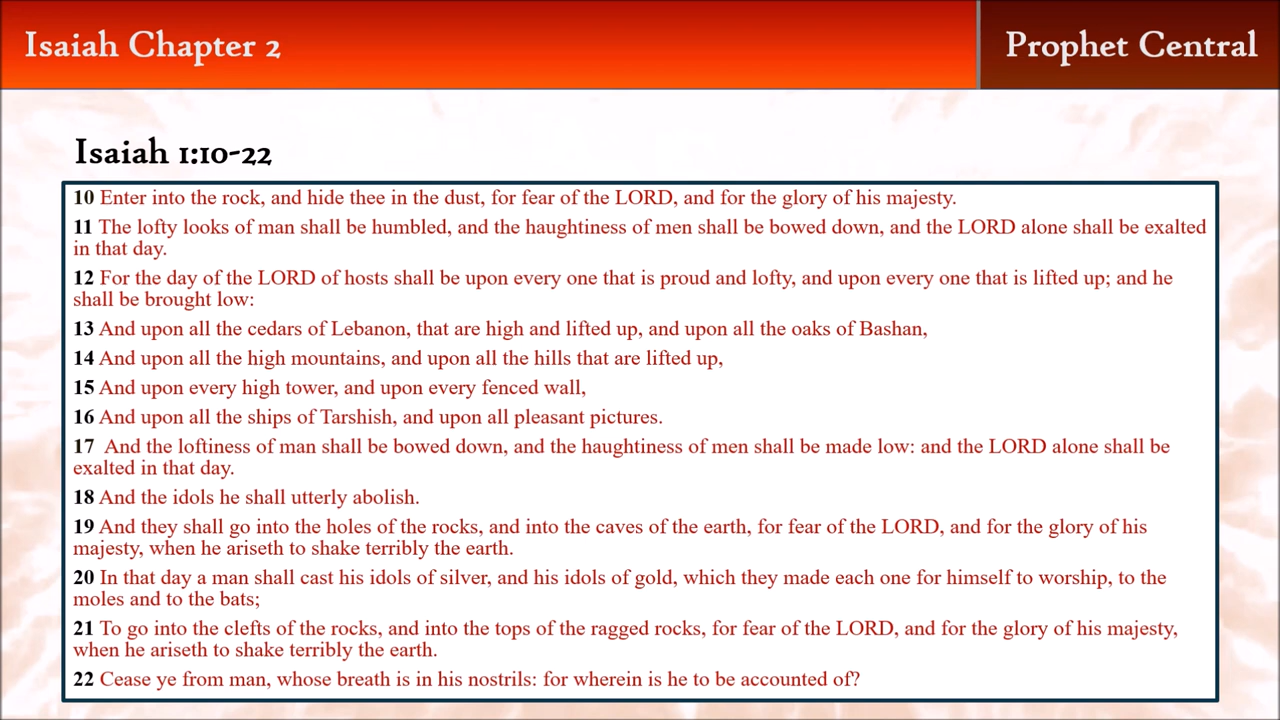 Isaiah Chapter 2
Prophet Central
Isaiah 1:10-22
10 Enter into the rock, and hide thee in the dust, for fear of the LORD, and for the glory of his majesty.
11 The lofty looks of man shall be humbled, and the haughtiness of men shall be bowed down, and the LORD alone shall be exalted
in that day.
12 For the day of the LORD of hosts shall be upon every one that is proud and lofty, and upon every one that is lifted up; and he
shall be brought low:
13 And upon all the cedars of Lebanon, that are high and lifted up, and upon all the oaks of Bashan,
14 And upon all the high mountains, and upon all the hills that are lifted up,
15 And upon every high tower, and upon every fenced wall,
16 And upon all the ships of Tarshish, and upon all pleasant pictures.
17 And the loftiness of man shall be bowed down, and the haughtiness of men shall be made low: and the LORD alone shall be
exalted in that day.
18 And the idols he shall utterly abolish.
19 And they shall go into the holes of the rocks, and into the caves of the earth, for fear of the LORD, and for the glory of his
majesty, when he ariseth to shake terribly the earth.
20 In that day a man shall cast his idols of silver, and his idols of gold, which they made each one for himself to worship, to the
moles and to the bats;
21 To go into the clefts of the rocks, and into the tops of the ragged rocks, for fear of the LORD, and for the glory of his majesty,
when he ariseth to shake terribly the earth.
22 Cease ye from man, whose breath is in his nostrils: for wherein is he to be accounted of?